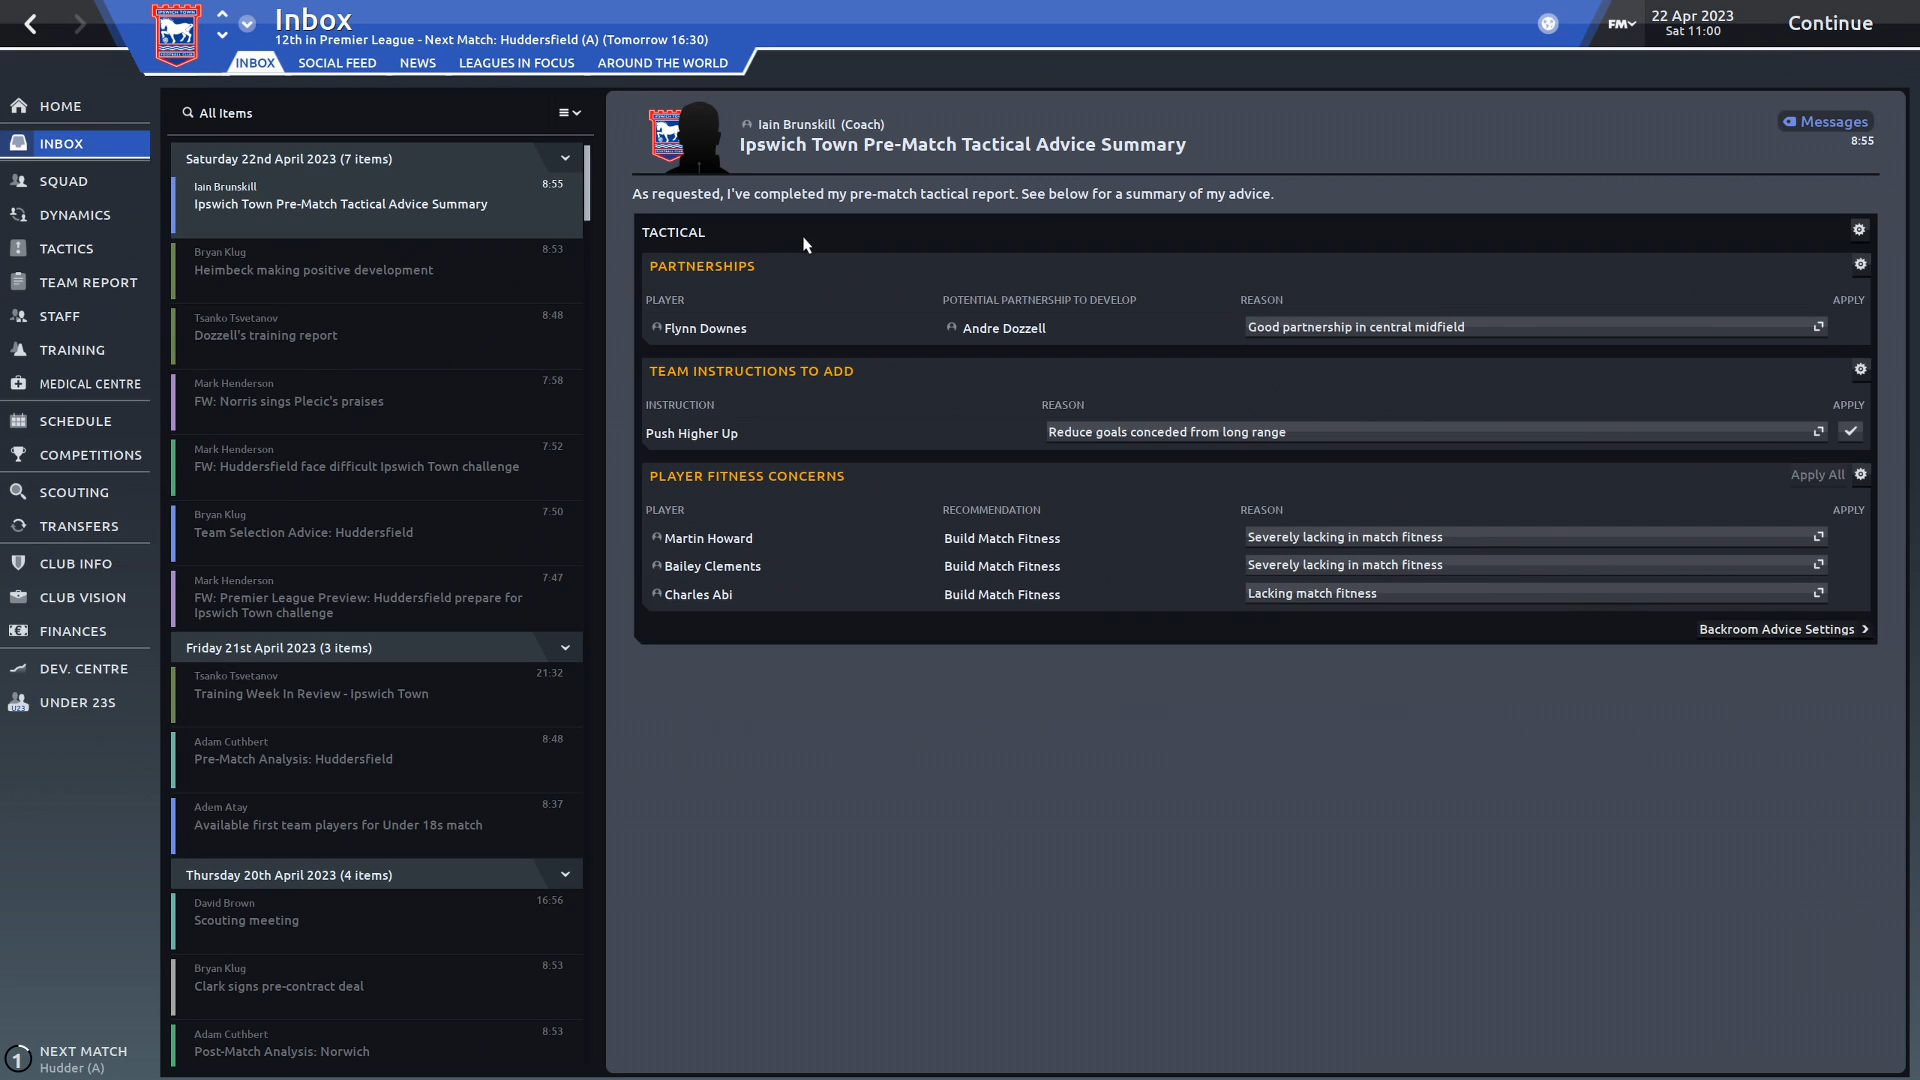 Inbox
12th in Premier League - Next Match: Huddersfield (A) (Tomorrow 16:30)
FM
22 Apr 2023
Sat 11:00
Continue
INBOX
SOCIAL FEED
NEWS
LEAGUES IN FOCUS
AROUND THE WORLD
HOME
INBOX
SQUAD
DYNAMICS
TACTICS
TEAM REPORT
STAFF
TRAINING
MEDICAL CENTRE
SCHEDULE
COMPETITIONS
SCOUTING
TRANSFERS
CLUB INFO
CLUB VISION
FINANCES
DEV. CENTRE
U23
UNDER 23S
1
NEXT MATCH
Hudder (A)
All Items
Saturday 22nd April 2023 (7 items)
Iain Brunskill 8:55
Ipswich Town Pre-Match Tactical Advice Summary
Bryan Klug 8:53
Heimbeck making positive development
Tsanko Tsvetanov 8:48
Dozzell's training report
Mark Henderson 7:58
FW: Norris sings Plecic's praises
Mark Henderson 7:52
FW: Huddersfield face difficult Ipswich Town challenge
Bryan Klug 7:50
Team Selection Advice: Huddersfield
Mark Henderson 7:47
FW: Premier League Preview: Huddersfield prepare for
Ipswich Town challenge
Friday 21st April 2023 (3 items)
Tsanko Tsvetanov 21:32
Training Week In Review - Ipswich Town
Adam Cuthbert 8:48
Pre-Match Analysis: Huddersfield
Adem Atay 8:37
Available first team players for Under 18s match
Thursday 20th April 2023 (4 items)
David Brown 16:56
Scouting meeting
Bryan Klug 8:53
Clark signs pre-contract deal
Adam Cuthbert 8:53
Post-Match Analysis: Norwich
Iain Brunskill (Coach)
Ipswich Town Pre-Match Tactical Advice Summary
Messages
8:55
As requested, I've completed my pre-match tactical report. See below for a summary of my advice.
TACTICAL
PARTNERSHIPS
PLAYER POTENTIAL PARTNERSHIP TO DEVELOP REASON APPLY
Flynn Downes Andre Dozzell Good partnership in central midfield
TEAM INSTRUCTIONS TO ADD
INSTRUCTION REASON APPLY
Push Higher Up Reduce goals conceded from long range
PLAYER FITNESS CONCERNS Apply All
PLAYER RECOMMENDATION REASON APPLY
Martin Howard Build Match Fitness Severely lacking in match fitness
Bailey Clements Build Match Fitness Severely lacking in match fitness
Charles Abi Build Match Fitness Lacking match fitness
Backroom Advice Settings >